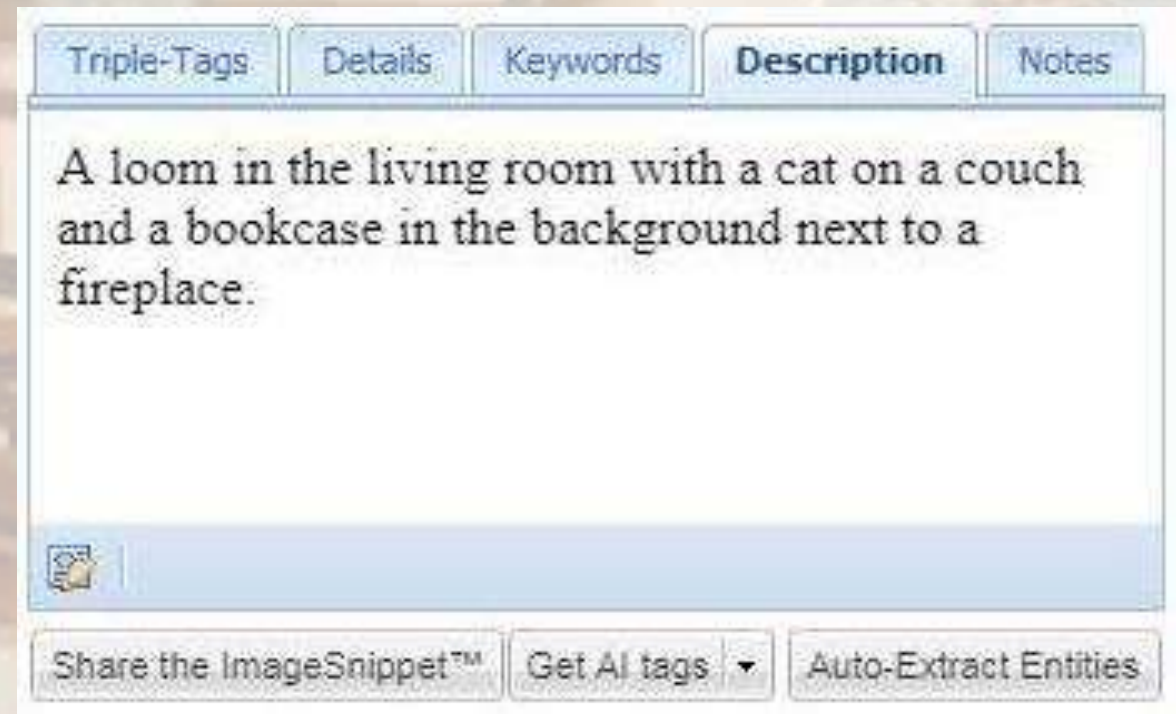 Triple-Tags Details Keywords Description Notes
A loom in the living room with a cat on a couch
and a bookcase in the background next to a
fireplace.
Share the ImageSnippet™ Get AI tags Auto-Extract Entities